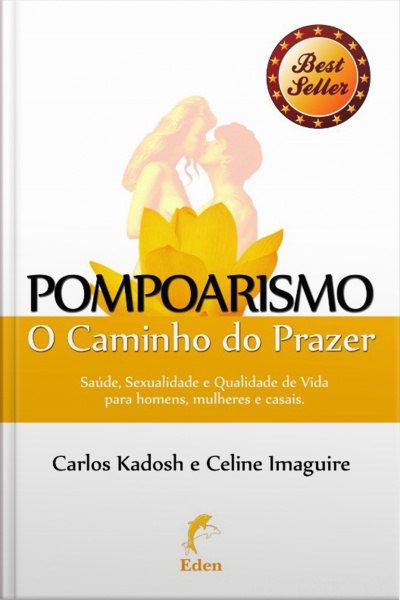 Best
Seller
POMPOARISMO
O Caminho do Prazer
Saúde, Sexualidade e Qualidade de Vida
para homens, mulheres e casais.
Carlos Kadosh e Celine Imaguire
Eden